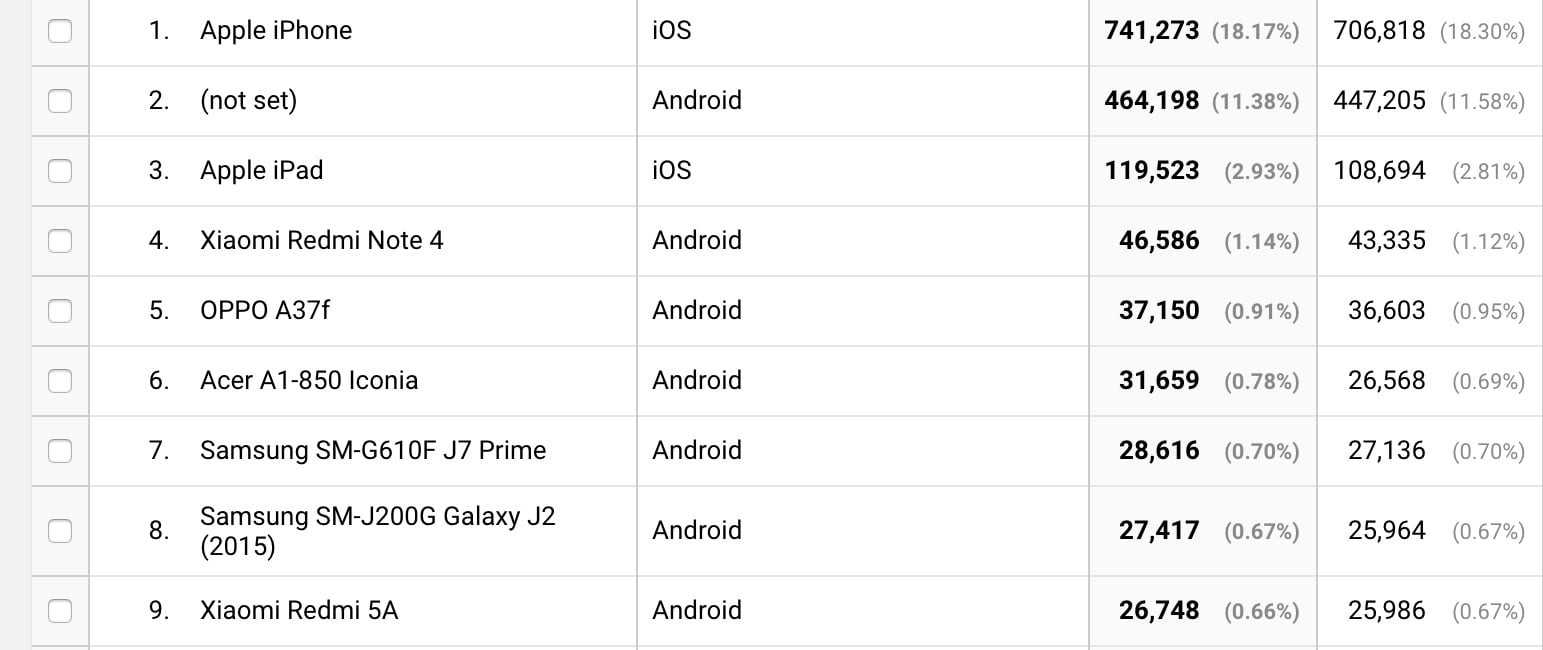 1. Apple iPhone iOS 741,273 (18.17%) 706,818 (18.30%)
2. (not set) Android 464,198 (11.38%) 447,205 (11.58%)
3. Apple iPad iOS 119,523 (2.93%) 108,694 (2.81%)
4. Xiaomi Redmi Note 4 Android 46,586 (1.14%) 43,335 (1.12%)
5. OPPO A37f Android 37,150 (0.91%) 36,603 (0.95%)
6. Acer A1-850 Iconia Android 31,659 (0.78%) 26,568 (0.69%)
7. Samsung SM-G610F J7 Prime Android 28,616 (0.70%) 27,136 (0.70%)
8. Samsung SM-J200G Galaxy J2
(2015) Android 27,417 (0.67%) 25,964 (0.67%)
9. Xiaomi Redmi 5A Android 26,748 (0.66%) 25,986 (0.67%)